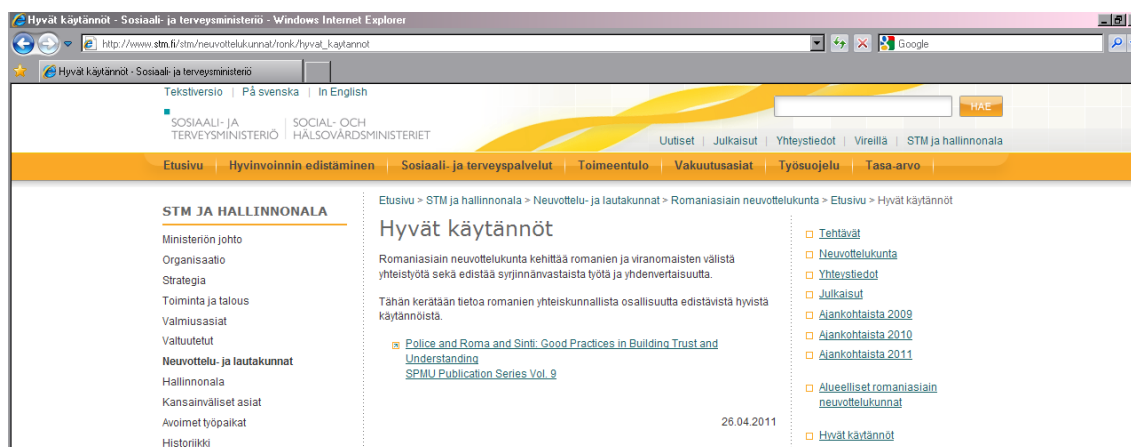 Hyvät käytännöt - Sosiaali- ja terveysministeriö - Windows Internet Explorer
http://www.stm.fi/stm/neuvottelukunnat/ronk/hyvat_kaytannot
Google
Hyvät käytännöt - Sosiaali- ja terveysministeriö
Tekstiversio | På svenska | In English
SOSIAALI- JA
TERVEYSMINISTERIÖ
SOCIAL- OCH
HÄLSOVÅRDSMINISTERIET
HAE
Uutiset | Julkaisut | Yhteystiedot | Vireillä | STM ja hallinnonala
Etusivu | Hyvinvoinnin edistäminen | Sosiaali- ja terveyspalvelut | Toimeentulo | Vakuutusasiat | Työsuojelu | Tasa-arvo
STM JA HALLINNONALA
Ministeriön johto
Organisaatio
Strategia
Toiminta ja talous
Valmiusasiat
Valtuutetut
Neuvottelu- ja lautakunnat
Hallinnonala
Kansainväliset asiat
Avoimet työpaikat
Historiikki
Etusivu > STM ja hallinnonala > Neuvottelu- ja lautakunnat > Romaniasiain neuvottelukunta > Etusivu > Hyvät käytännöt
Hyvät käytännöt
Romaniasiain neuvottelukunta kehittää romanien ja viranomaisten välistä
yhteistyötä sekä edistää syrjinnänvastaista työtä ja yhdenvertaisuutta.
Tähän kerätään tietoa romanien yhteiskunnallista osallisuutta edistävistä hyvistä
käytännöistä.
Police and Roma and Sinti: Good Practices in Building Trust and
Understanding
SPMU Publication Series Vol. 9
26.04.2011
Tehtävät
Neuvottelukunta
Yhteystiedot
Julkaisut
Ajankohtaista 2009
Ajankohtaista 2010
Ajankohtaista 2011
Alueelliset romaniasiain
neuvottelukunnat
Hyvät käytännöt